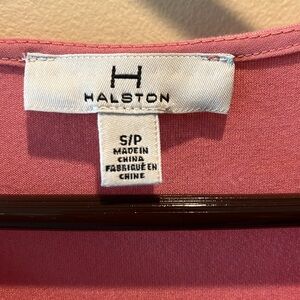 H
HALSTON
S/P
MADE IN
CHINA
FABRIQUÉ EN
CHINE